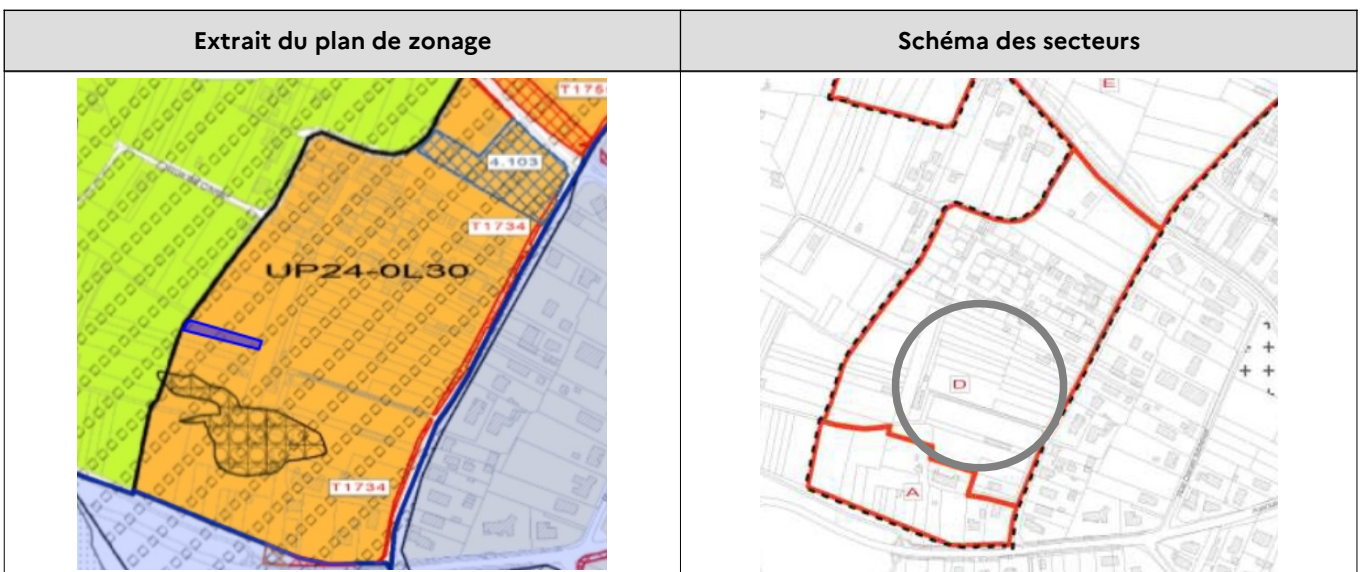 Extrait du plan de zonage
Schéma des secteurs
4.103
T1734
UP24-0L30
T1734
E
D
A